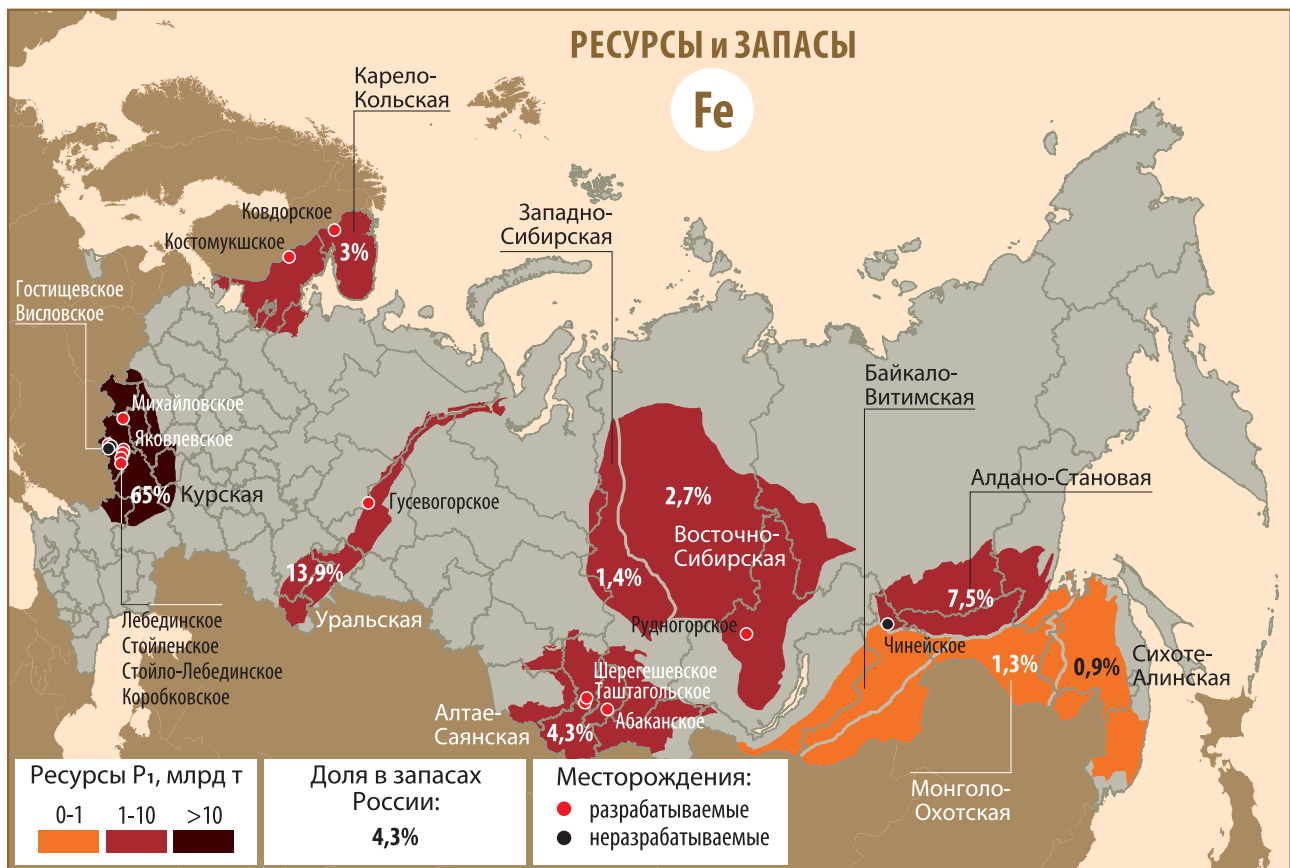 РЕСУРСЫ и ЗАПАСЫ
Fe
Карело-
Кольская
Ковдорское
Костомукшское
3%
Западно-
Сибирская
Гостищевское
Висловское
Михайловское
Яковлевское
65%
Курская
Гусевогорское
13,9%
Уральская
Лебединское
Стойленское
Стойло-Лебединское
Коробковское
2,7%
Восточно-
Сибирская
1,4%
Рудногорское
Байкало-
Витимская
Алдано-Становая
7,5%
Чинейское
1,3%
0,9%
Сихоте-
Алинская
Шерегешевское
Таштагольское
Абаканское
Алтае-
Саянская
4,3%
Монголо-
Охотская
Ресурсы P₁, млрд т
0-1 1-10 >10
Доля в запасах
России:
4,3%
Месторождения:
разрабатываемые
неразрабатываемые